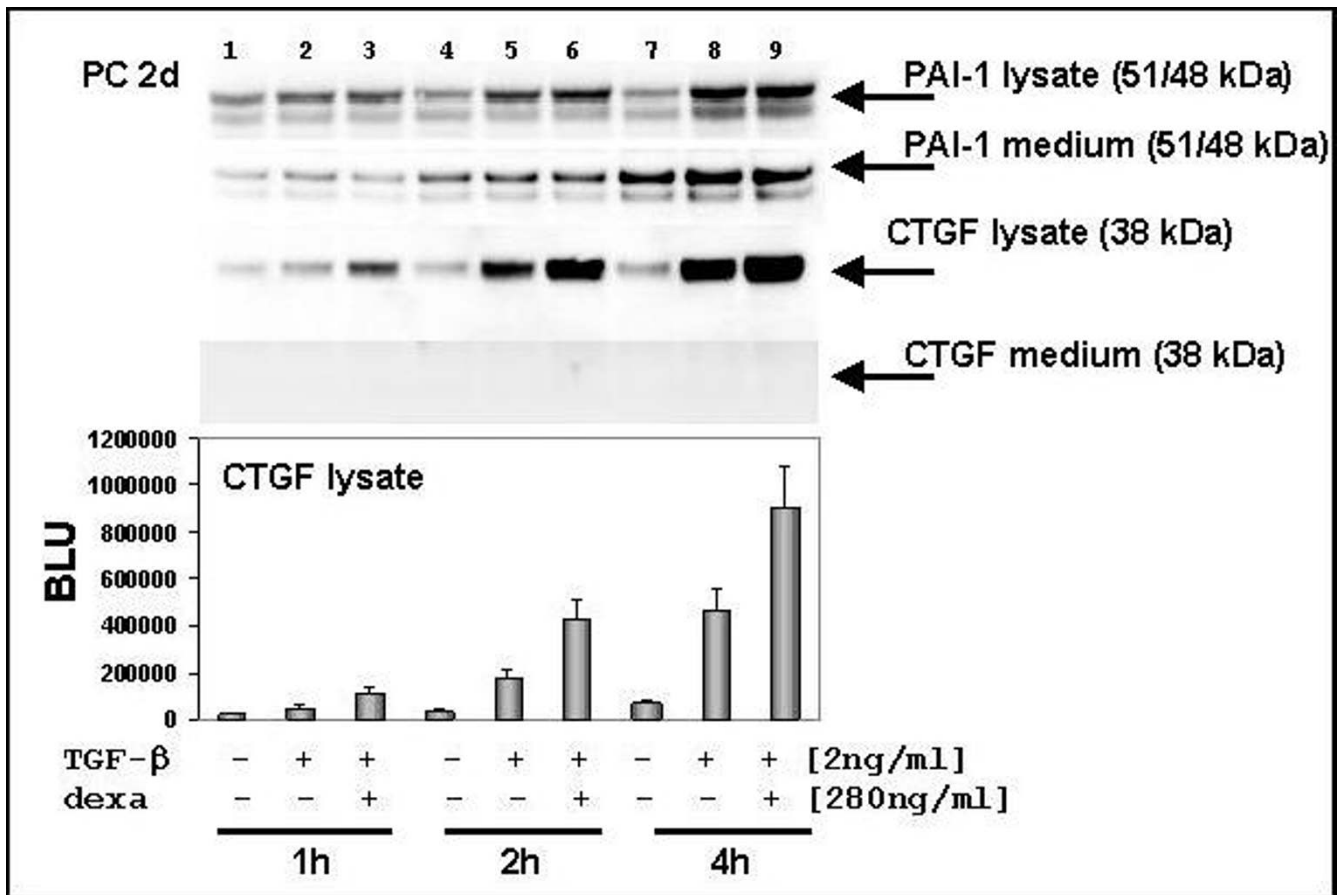 1 2 3 4 5 6 7 8 9
PC 2d
PAI-1 lysate (51/48 kDa)
PAI-1 medium (51/48 kDa)
CTGF lysate (38 kDa)
CTGF medium (38 kDa)
CTGF lysate
BLU
1200000
1000000
800000
600000
400000
200000
0
TGF-β - + + - + + - + + [2ng/ml]
dexa - - + - - + - - + [280ng/ml]
1h 2h 4h